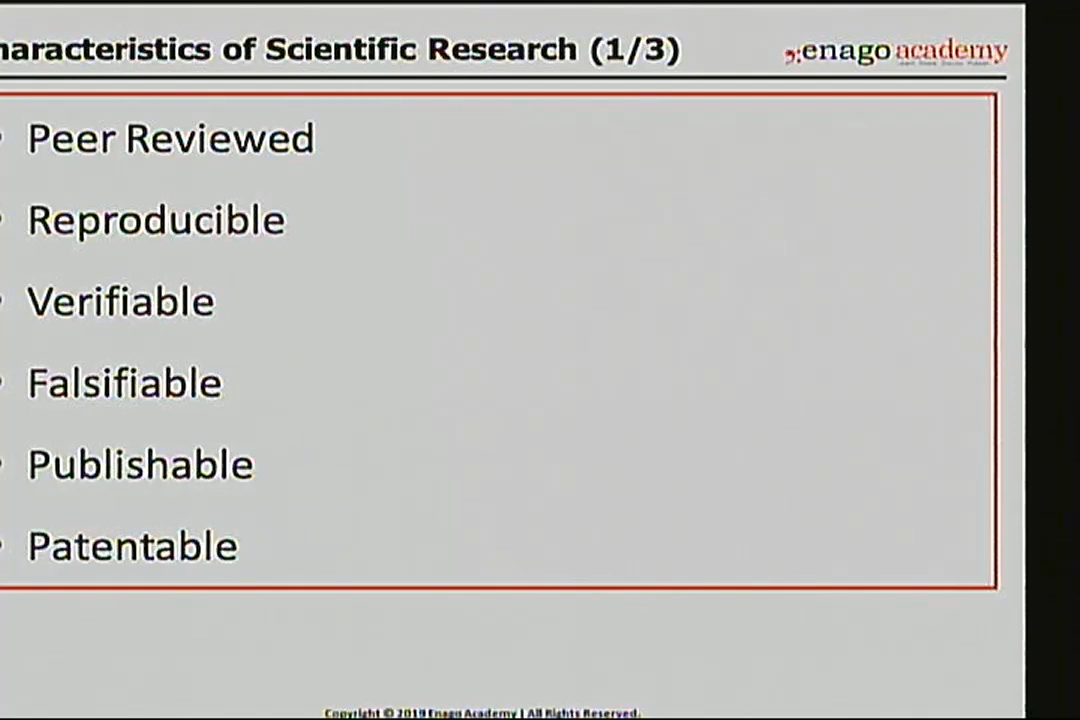 haracteristics of Scientific Research (1/3)
enago academy
• Peer Reviewed
• Reproducible
• Verifiable
• Falsifiable
• Publishable
• Patentable
Copyright © 2019 Enago Academy | All Rights Reserved.